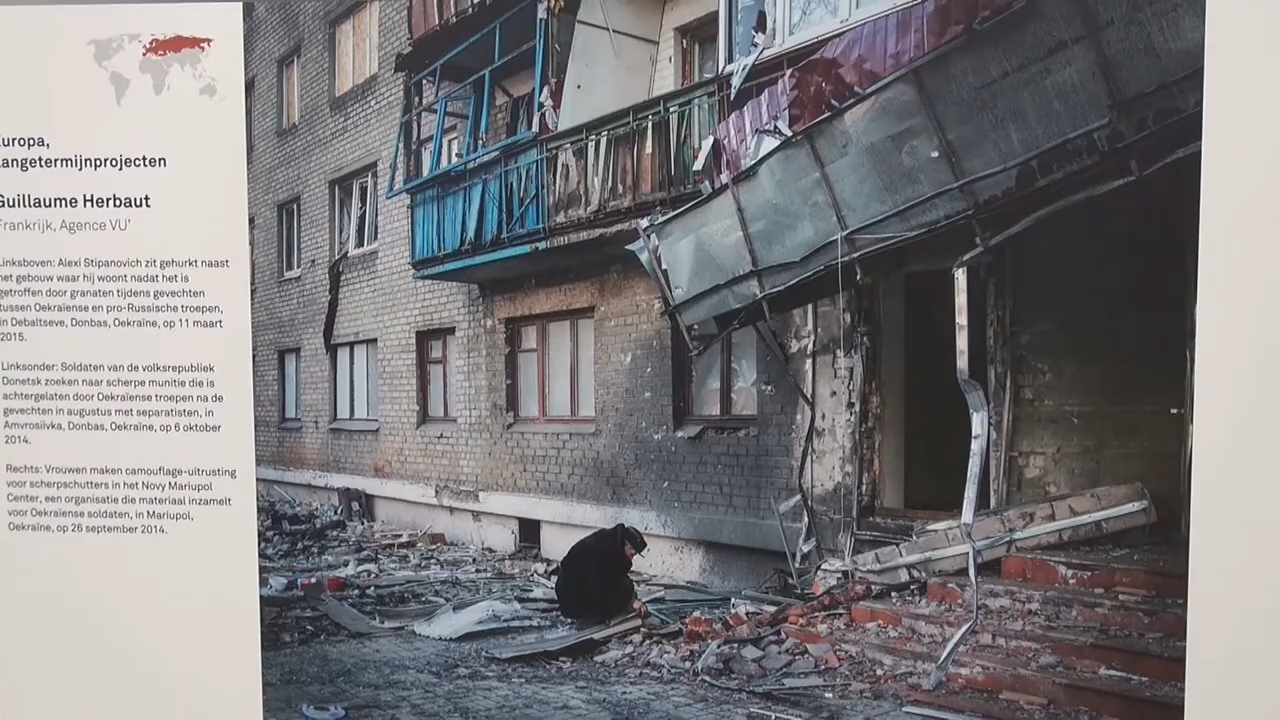 Europa,
Langetermijnprojecten
Guillaume Herbaut
Frankrijk, Agence VU'
Linksboven: Alexi Stipanovich zit gehurkt naast
het gebouw waar hij woont nadat het is
getroffen door granaten tijdens gevechten
tussen Oekraïense en pro-Russische troepen,
in Debaltseve, Donbas, Oekraïne, op 11 maart
2015.
Linksonder: Soldaten van de volksrepubliek
Donetsk zoeken naar scherpe munitie die is
achtergelaten door Oekraïense troepen na de
gevechten in augustus met separatisten, in
Amvrosiivka, Donbas, Oekraïne, op 6 oktober
2014.
Rechts: Vrouwen maken camouflage-uitrusting
voor scherpschutters in het Novy Mariupol
Center, een organisatie die materiaal inzamelt
voor Oekraïense soldaten, in Mariupol,
Oekraïne, op 26 september 2014.